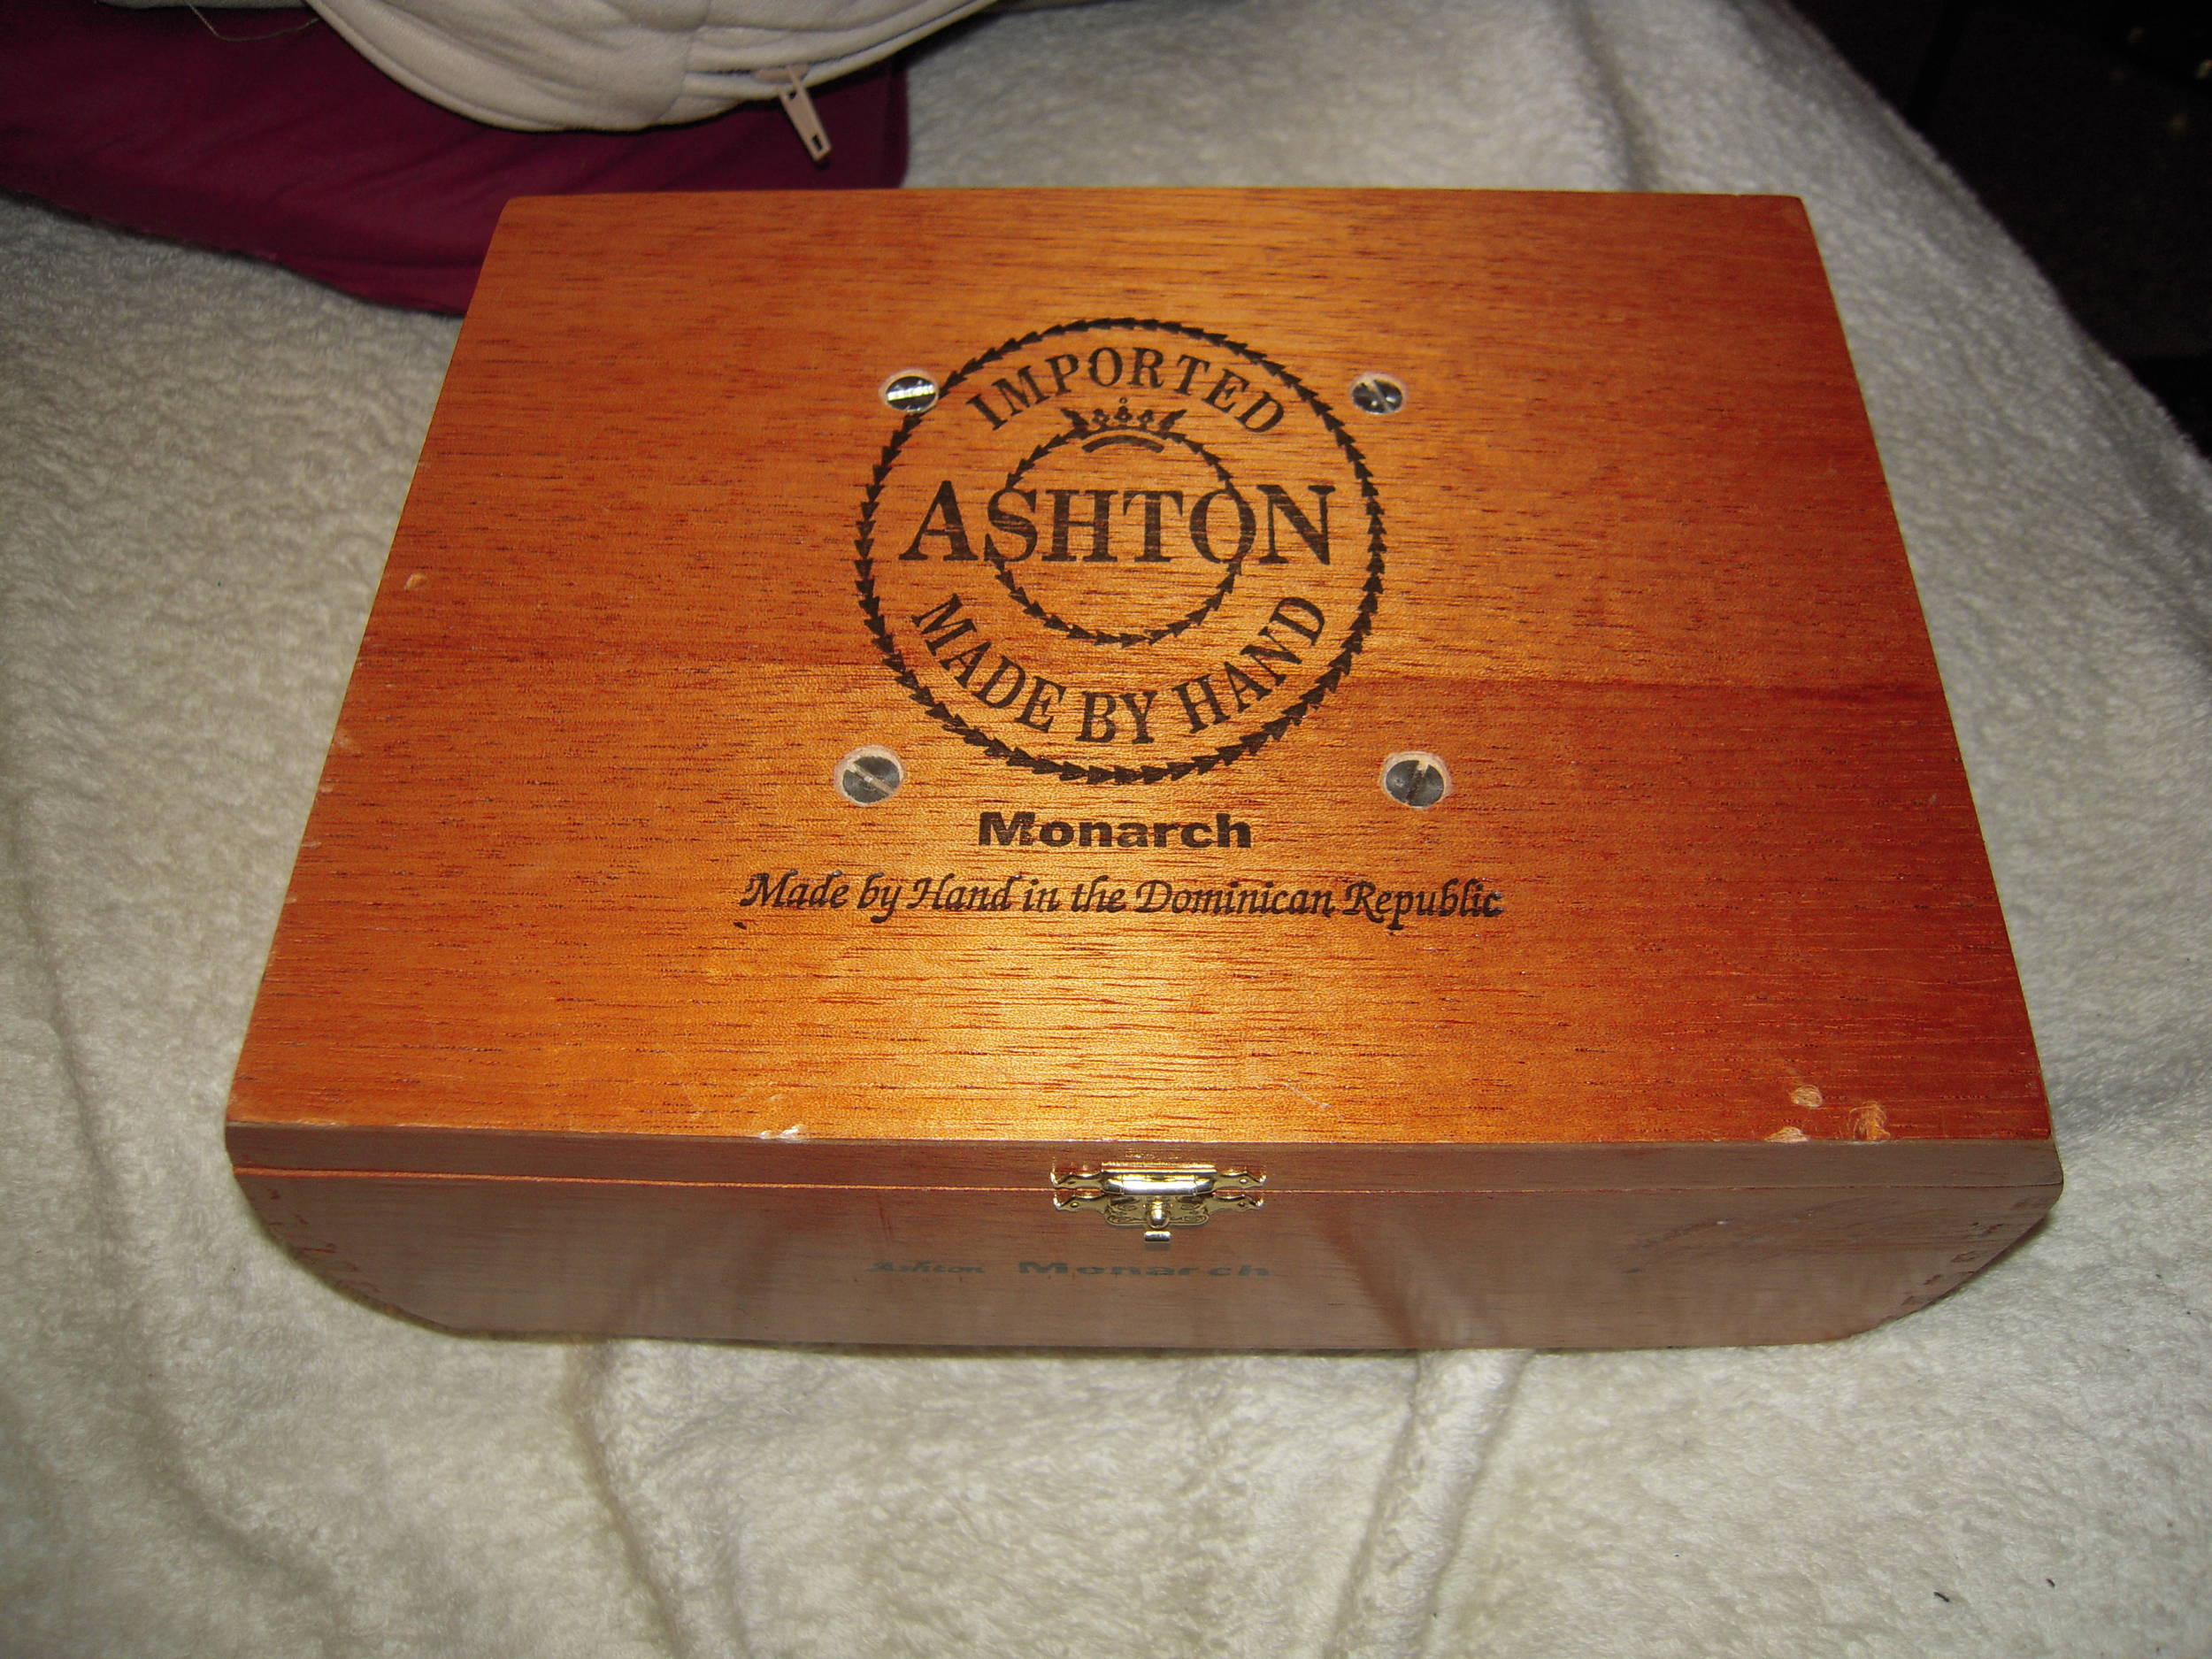 IMPORTED
ASHTON
MADE BY HAND
Monarch
Made by Hand in the Dominican Republic
Ashton Monarch